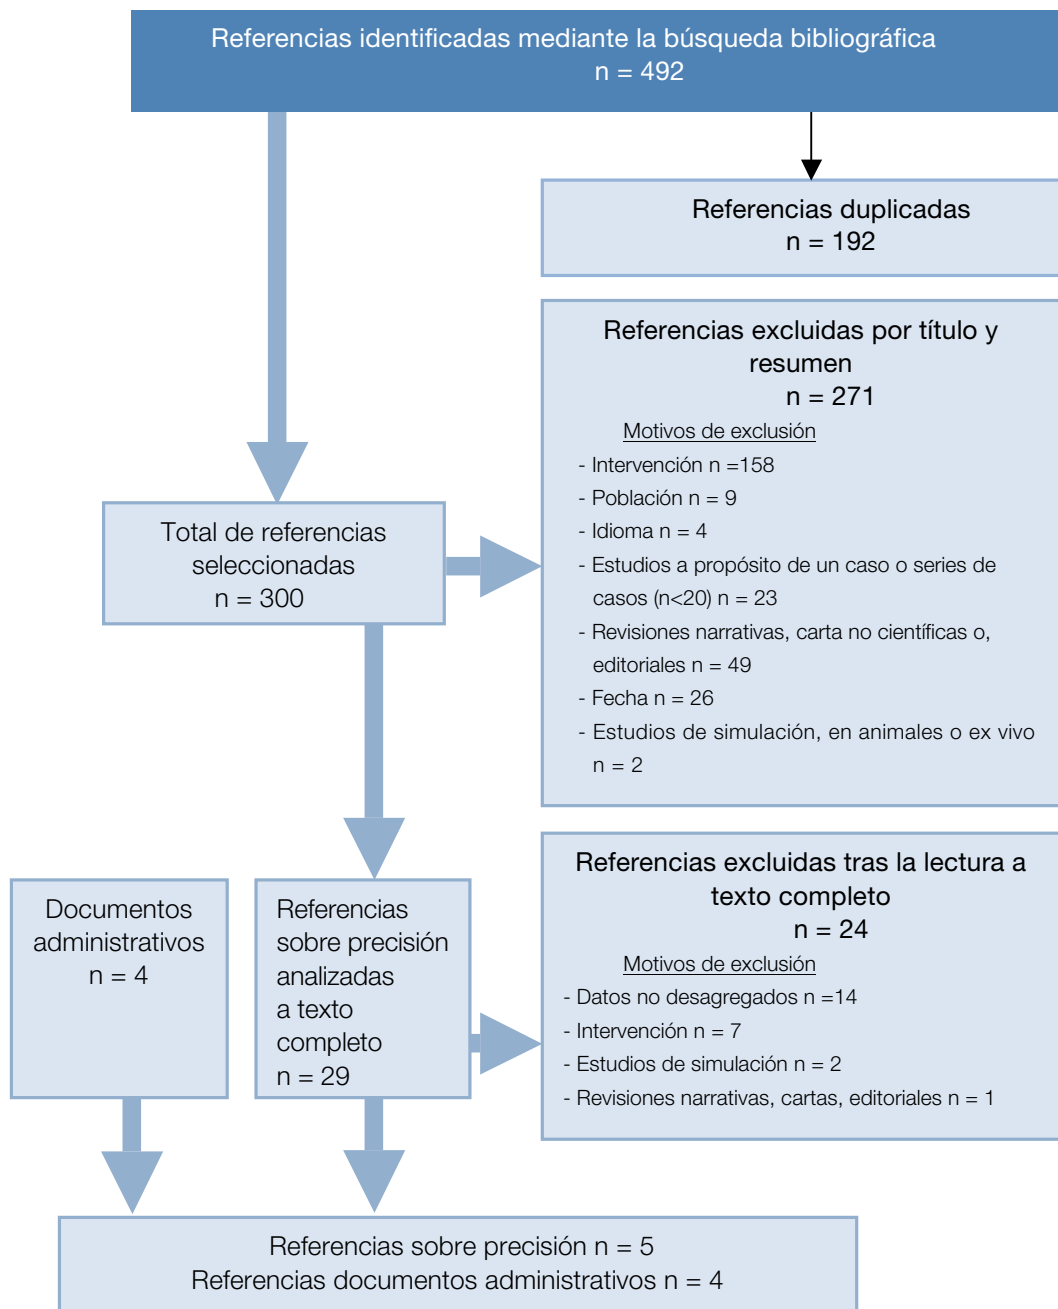 Referencias identificadas mediante la búsqueda bibliográfica
n = 492
Referencias duplicadas
n = 192
Referencias excluidas por título y
resumen
n = 271
Motivos de exclusión
- Intervención n =158
- Población n = 9
- Idioma n = 4
- Estudios a propósito de un caso o series de
casos (n<20) n = 23
- Revisiones narrativas, carta no científicas o,
editoriales n = 49
- Fecha n = 26
- Estudios de simulación, en animales o ex vivo
n = 2
Total de referencias
seleccionadas
n = 300
Documentos
administrativos
n = 4
Referencias
sobre precisión
analizadas
a texto
completo
n = 29
Referencias excluidas tras la lectura a
texto completo
n = 24
Motivos de exclusión
- Datos no desagregados n =14
- Intervención n = 7
- Estudios de simulación n = 2
- Revisiones narrativas, cartas, editoriales n = 1
Referencias sobre precisión n = 5
Referencias documentos administrativos n = 4